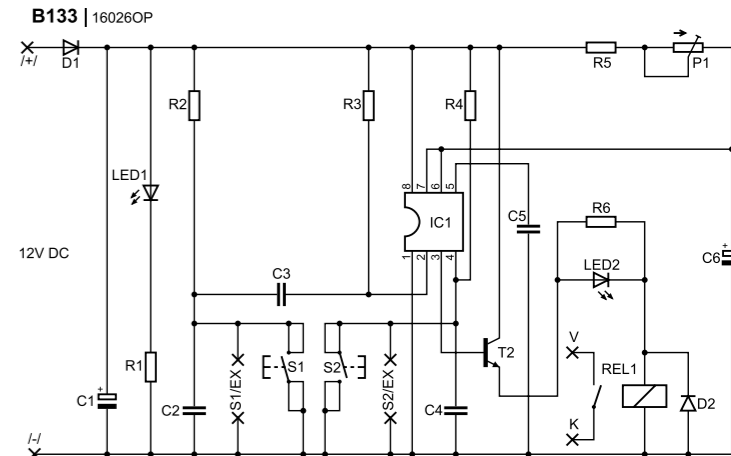 B133 | 16026OP
/+/
D1
R5
P1
R2
R3
R4
LED1
8 7 6 5
IC1
1 2 3 4
C5
R6
12V DC
C3
LED2
C6
+
R1
S1/EX
S1
S2
S2/EX
T2
V
REL1
C1
+
C2
C4
K
D2
/-/